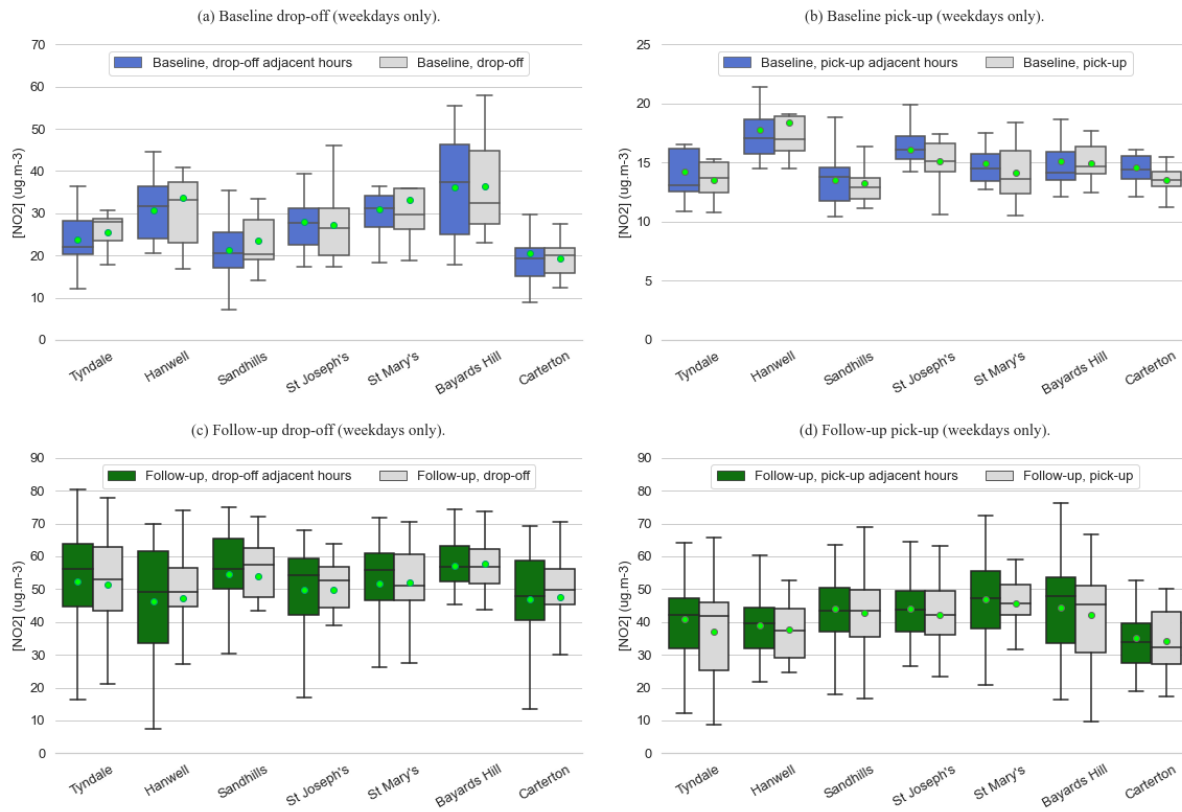 (a) Baseline drop-off (weekdays only).
70
60
50
40
30
20
10
0
[NO2] (ug.m-3)
Baseline, drop-off adjacent hours
Baseline, drop-off
Tyndale
Hanwell
Sandhills
St Joseph's
St Mary's
Bayards Hill
Carterton
(b) Baseline pick-up (weekdays only).
25
20
15
10
5
0
[NO2] (ug.m-3)
Baseline, pick-up adjacent hours
Baseline, pick-up
Tyndale
Hanwell
Sandhills
St Joseph's
St Mary's
Bayards Hill
Carterton
(c) Follow-up drop-off (weekdays only).
90
80
70
60
50
40
30
20
10
0
[NO2] (ug.m-3)
Follow-up, drop-off adjacent hours
Follow-up, drop-off
Tyndale
Hanwell
Sandhills
St Joseph's
St Mary's
Bayards Hill
Carterton
(d) Follow-up pick-up (weekdays only).
90
80
70
60
50
40
30
20
10
0
[NO2] (ug.m-3)
Follow-up, pick-up adjacent hours
Follow-up, pick-up
Tyndale
Hanwell
Sandhills
St Joseph's
St Mary's
Bayards Hill
Carterton